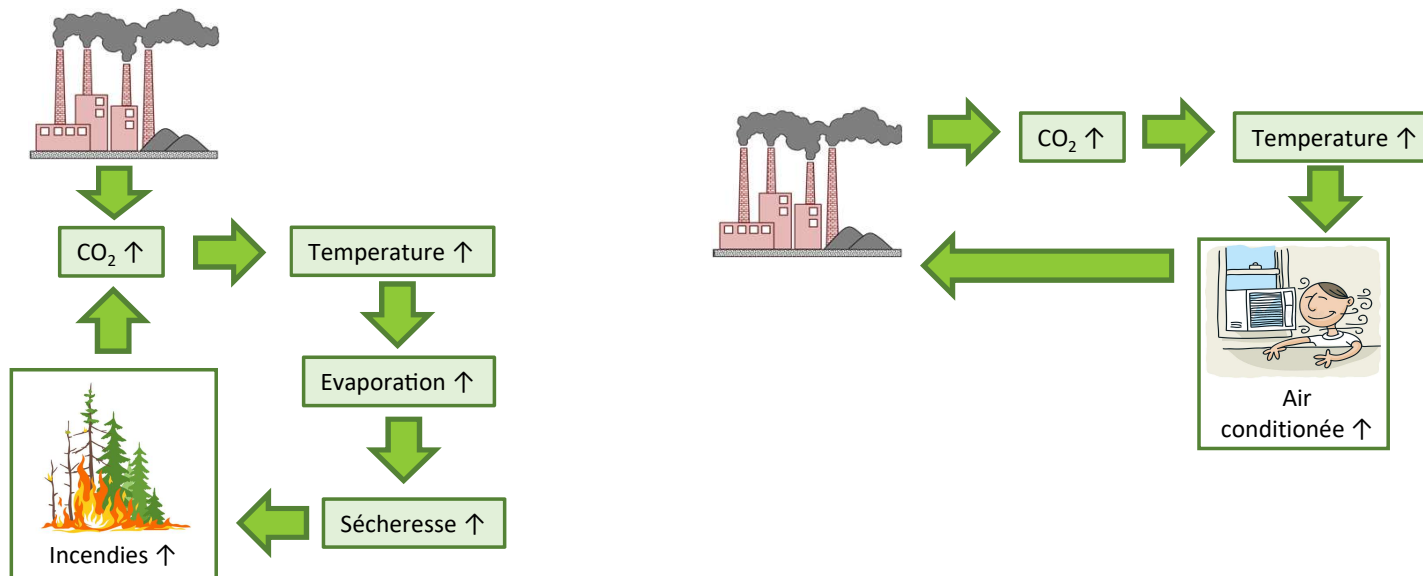 CO₂ ↑
Temperature ↑
Evaporation ↑
Sécheresse ↑
Incendies ↑
CO₂ ↑
Temperature ↑
Air
conditionée ↑